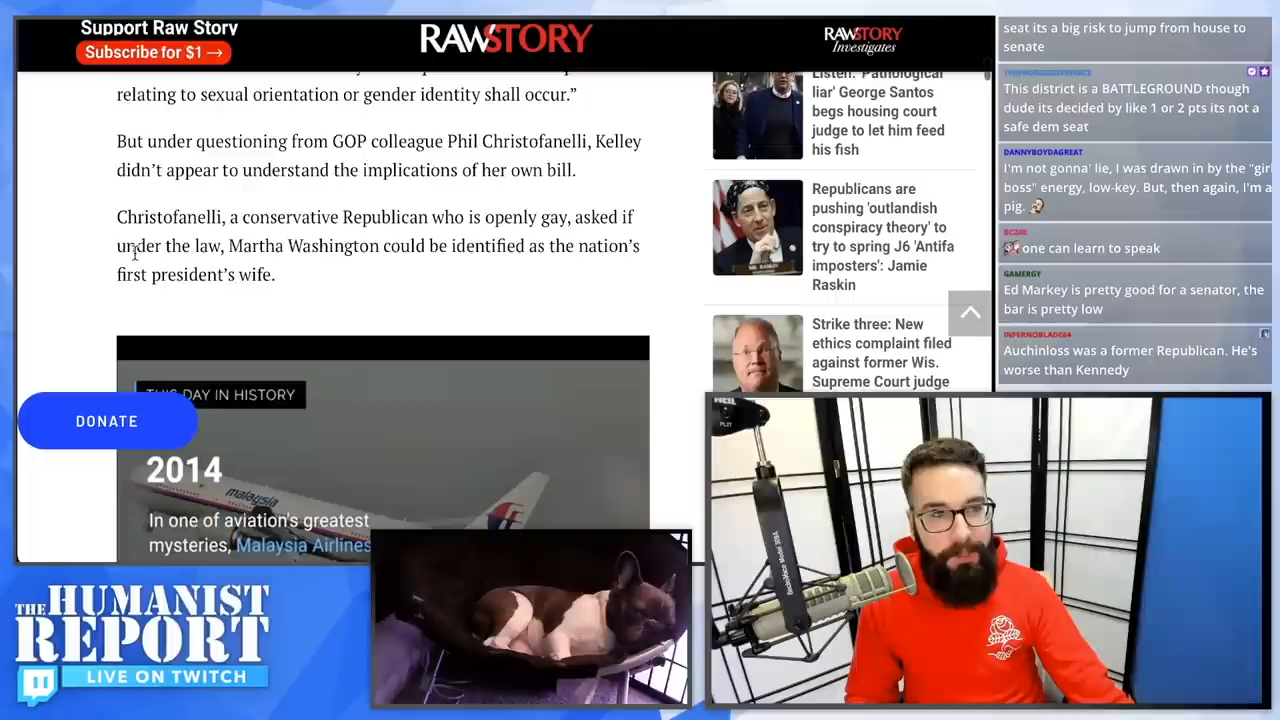 Support Raw Story
Subscribe for $1 →
RAWSTORY
RAWSTORY
Investigates
relating to sexual orientation or gender identity shall occur.”
But under questioning from GOP colleague Phil Christofanelli, Kelley
didn’t appear to understand the implications of her own bill.
Christofanelli, a conservative Republican who is openly gay, asked if
under the law, Martha Washington could be identified as the nation’s
first president’s wife.
DAY IN HISTORY
2014
In one of aviation's greatest
mysteries, Malaysia Airlines
malaysia
DONATE
Listen: 'Pathological
liar' George Santos
begs housing court
judge to let him feed
his fish
Republicans are
pushing 'outlandish
conspiracy theory' to
try to spring J6 'Antifa
imposters': Jamie
Raskin
Strike three: New
ethics complaint filed
against former Wis.
Supreme Court judge
seat its a big risk to jump from house to
senate
This district is a BATTLEGROUND though
dude its decided by like 1 or 2 pts its not a
safe dem seat
DANNYBOYDAGREAT
I'm not gonna' lie, I was drawn in by the "girl
boss" energy, low-key. But, then again, I'm a
pig.
one can learn to speak
GAMERGY
Ed Markey is pretty good for a senator, the
bar is pretty low
INFERNOBLADE64
Auchinloss was a former Republican. He's
worse than Kennedy
THE
HUMANIST
REPORT
LIVE ON TWITCH